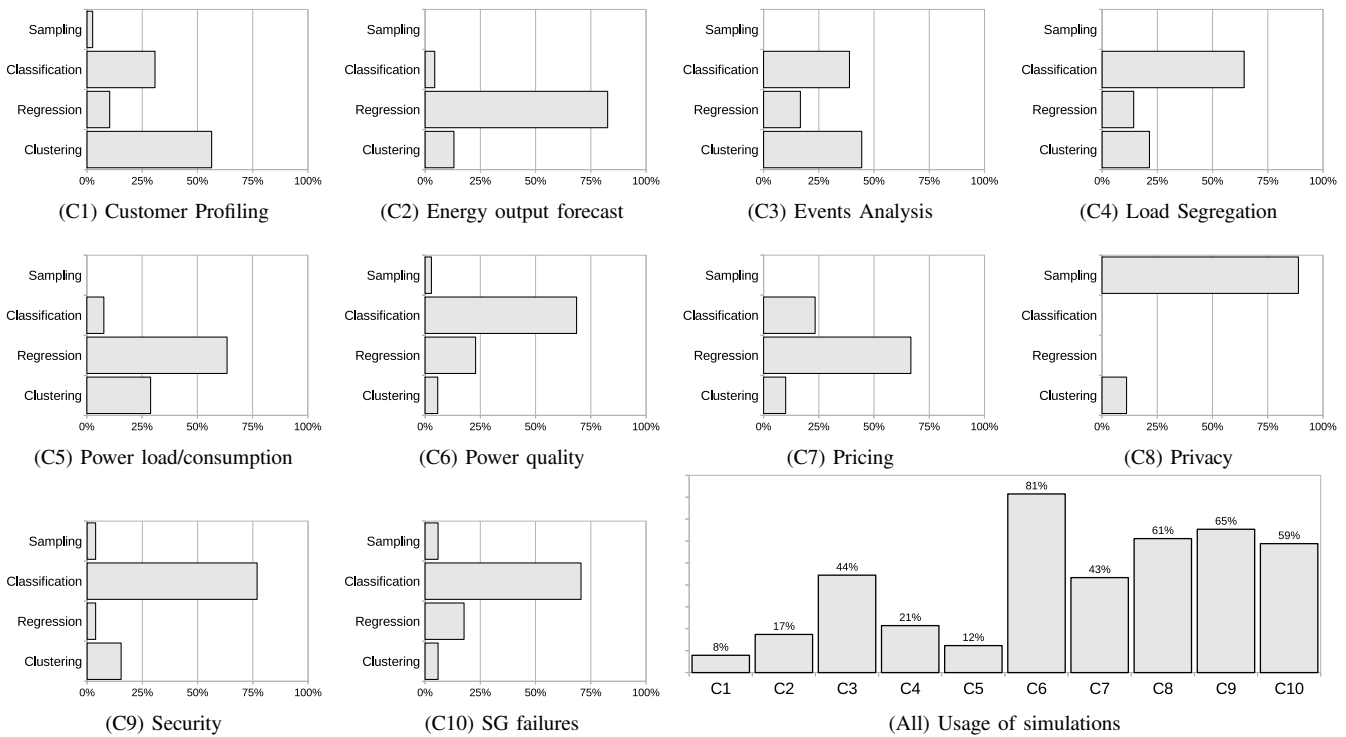 Sampling
Classification
Regression
Clustering
0% 25% 50% 75% 100%
(C1) Customer Profiling
Sampling
Classification
Regression
Clustering
0% 25% 50% 75% 100%
(C2) Energy output forecast
Sampling
Classification
Regression
Clustering
0% 25% 50% 75% 100%
(C3) Events Analysis
Sampling
Classification
Regression
Clustering
0% 25% 50% 75% 100%
(C4) Load Segregation
Sampling
Classification
Regression
Clustering
0% 25% 50% 75% 100%
(C5) Power load/consumption
Sampling
Classification
Regression
Clustering
0% 25% 50% 75% 100%
(C6) Power quality
Sampling
Classification
Regression
Clustering
0% 25% 50% 75% 100%
(C7) Pricing
Sampling
Classification
Regression
Clustering
0% 25% 50% 75% 100%
(C8) Privacy
Sampling
Classification
Regression
Clustering
0% 25% 50% 75% 100%
(C9) Security
Sampling
Classification
Regression
Clustering
0% 25% 50% 75% 100%
(C10) SG failures
8% 17% 44% 21% 12% 81% 43% 61% 65% 59%
C1 C2 C3 C4 C5 C6 C7 C8 C9 C10
(All) Usage of simulations